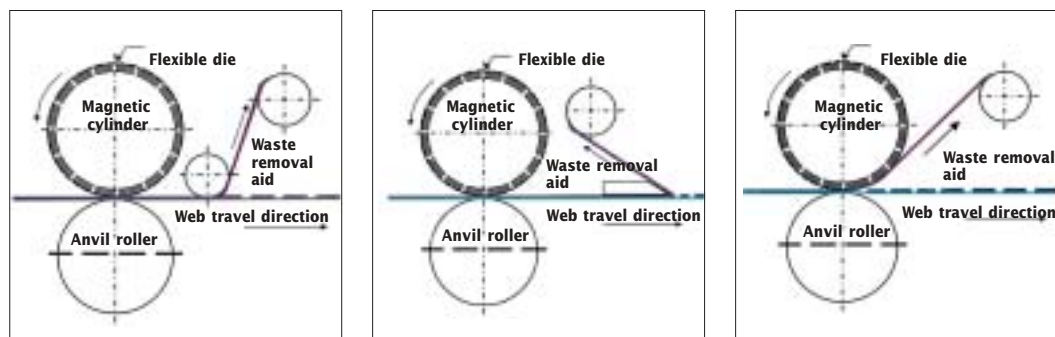 Flexible die
Magnetic
cylinder
Waste
removal
aid
Web travel direction
Anvil roller
Flexible die
Magnetic
cylinder
Waste removal
aid
Web travel direction
Anvil roller
Flexible die
Magnetic
cylinder
Waste removal
aid
Web travel direction
Anvil roller